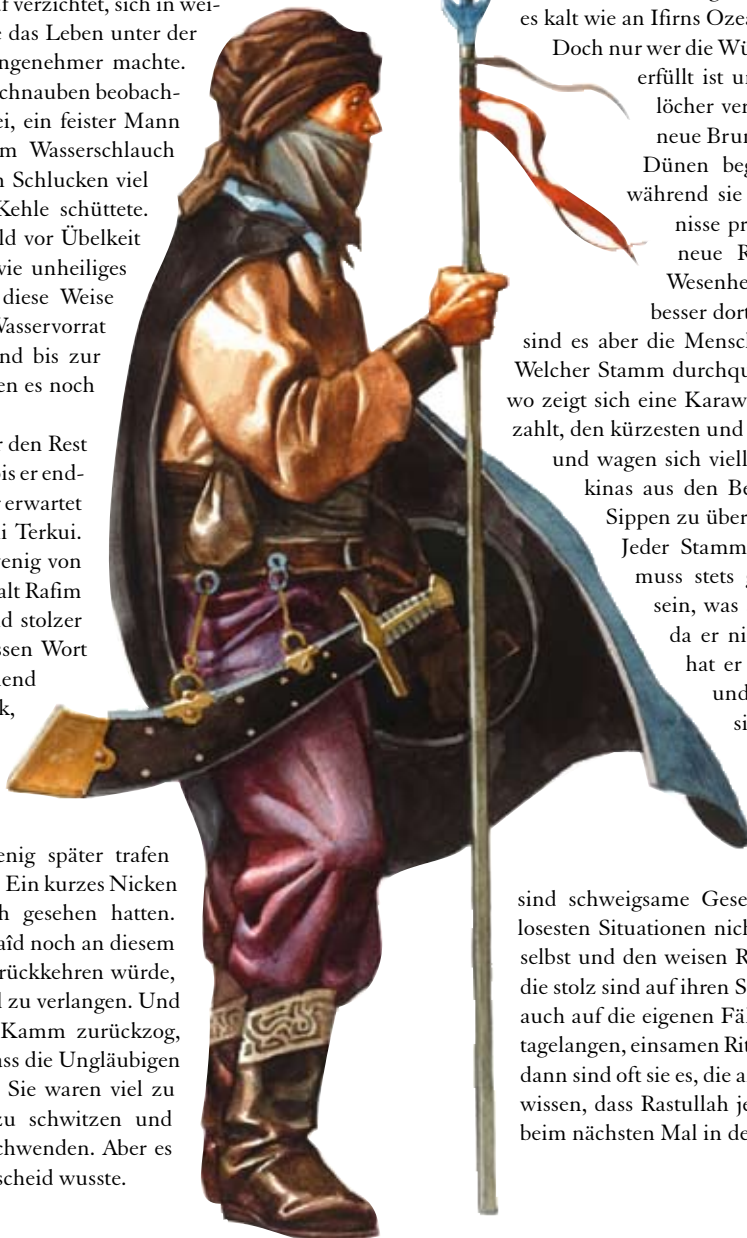 f verzichtet, sich in wei-
e das Leben unter der
ngenehmer machte.
chnauben beobach-
ei, ein feister Mann
m Wasserschlauch
n Schlucken viel
Kehle schüttete.
ld vor Übelkeit
wie unheiliges
diese Weise
Wasservorrat
nd bis zur
en es noch
r den Rest
bis er end-
r erwartet
i Terkui.
wenig von
alt Rafim
d stolzer
ssen Wort
end
k,
enig später trafen
Ein kurzes Nicken
h gesehen hatten.
aîd noch an diesem
rückkehren würde,
l zu verlangen. Und
Kamm zurückzog,
ass die Ungläubigen
Sie waren viel zu
zu schwitzen und
chwenden. Aber es
scheid wusste.
es kalt wie an Ifirns Ozea
Doch nur wer die Wü
erfüllt ist u
löcher ver
neue Brun
Dünen beg
während sie
nisse pr
neue R
Wesenhe
besser dort
sind es aber die Mensch
Welcher Stamm durchqu
wo zeigt sich eine Karaw
zahlt, den kürzesten und
und wagen sich viell
kinas aus den Be
Sippen zu über
Jeder Stamm
muss stets g
sein, was
da er ni
hat er
und
si
sind schweigsame Gese
losesten Situationen nich
selbst und den weisen R
die stolz sind auf ihren S
auch auf die eigenen Fäl
tagelangen, einsamen Rit
dann sind oft sie es, die a
wissen, dass Rastullah je
beim nächsten Mal in de